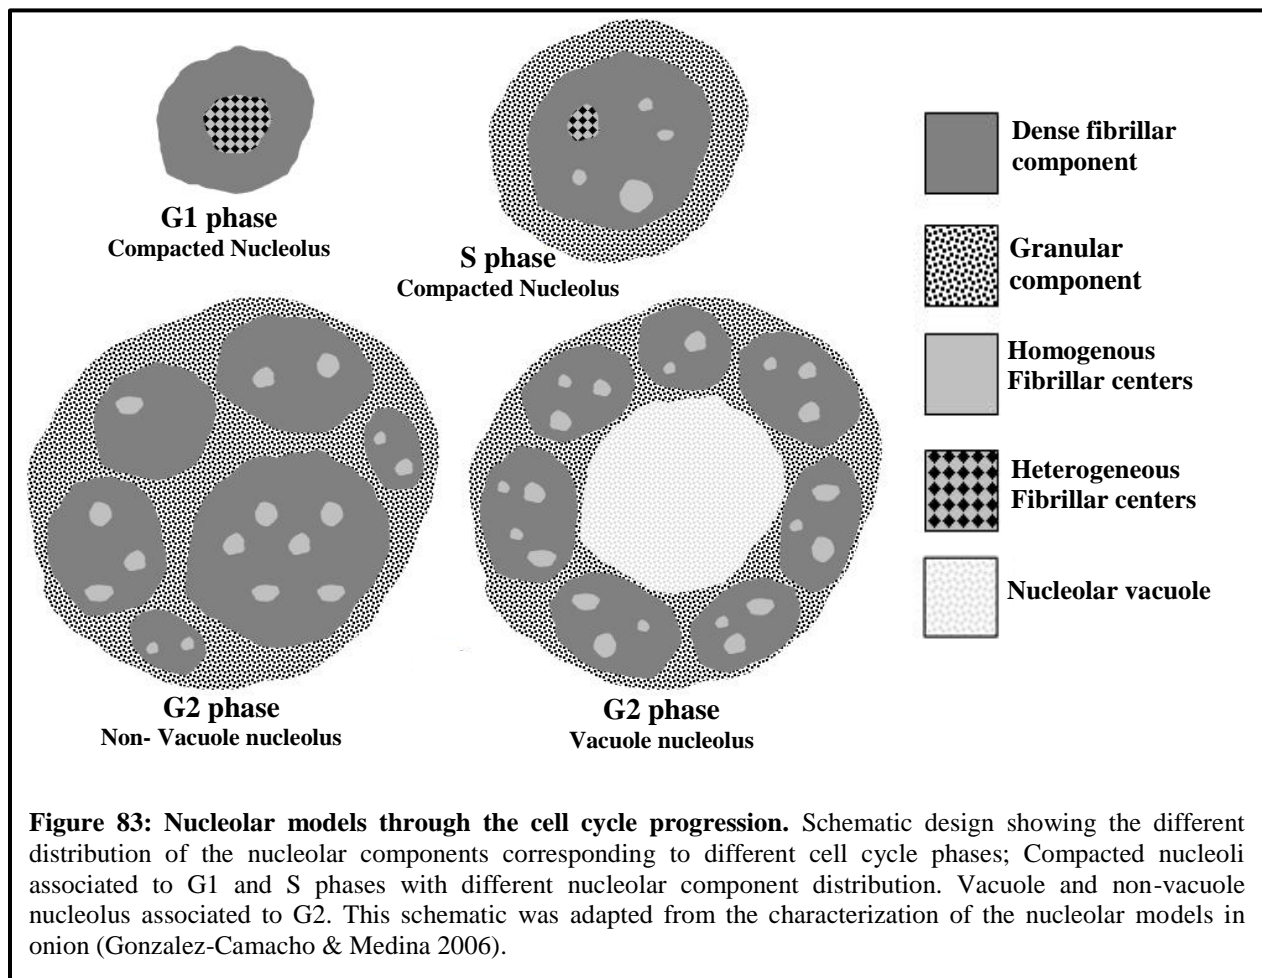 G1 phase
Compacted Nucleolus
S phase
Compacted Nucleolus
Dense fibrillar
component
Granular
component
Homogenous
Fibrillar centers
Heterogeneous
Fibrillar centers
Nucleolar vacuole
G2 phase
Non- Vacuole nucleolus
G2 phase
Vacuole nucleolus
Figure 83: Nucleolar models through the cell cycle progression. Schematic design showing the different
distribution of the nucleolar components corresponding to different cell cycle phases; Compacted nucleoli
associated to G1 and S phases with different nucleolar component distribution. Vacuole and non-vacuole
nucleolus associated to G2. This schematic was adapted from the characterization of the nucleolar models in
onion (Gonzalez-Camacho & Medina 2006).